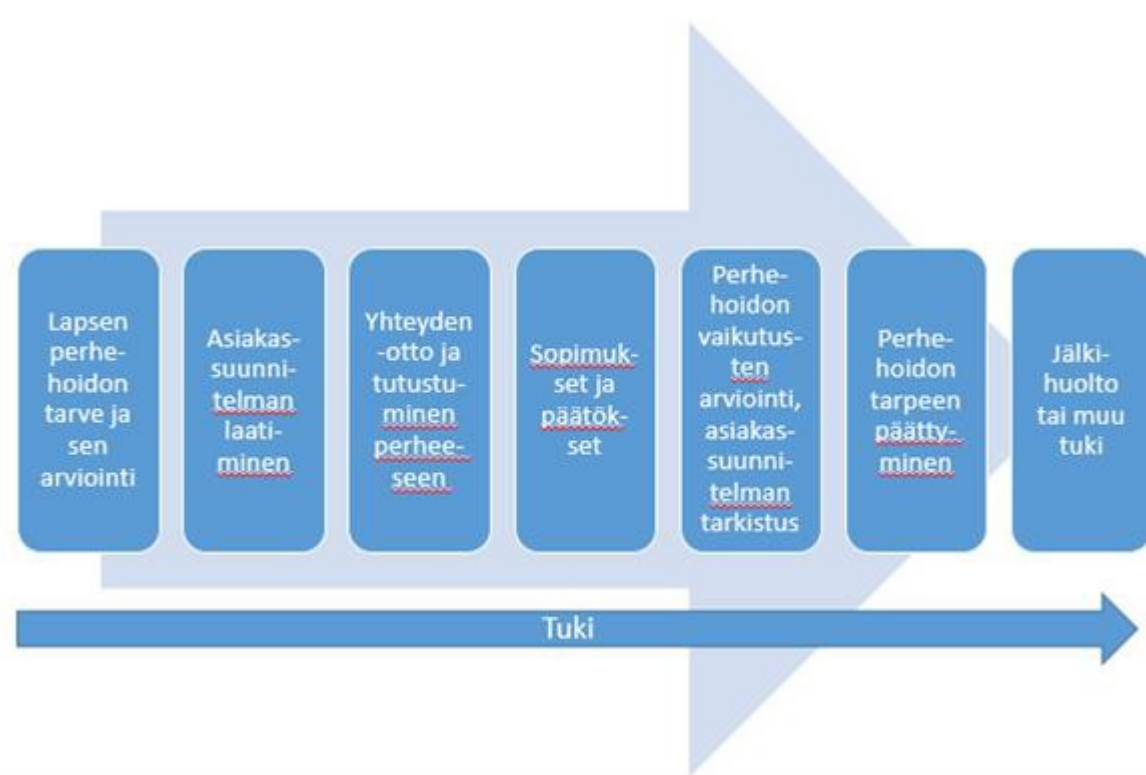 Lapsen
perhe-
hoidon
tarve ja
sen
arviointi
Asiakas-
suunni-
telman
laati-
minen
Yhteyden
-otto ja
tutustu-
minen
perhee-
seen
Sopimuk-
set ja
päätök-
set
Perhe-
hoidon
vaikutus-
ten
arviointi,
asiakas-
suunni-
telman
tarkistus
Perhe-
hoidon
tarpeen
päätty-
minen
Jälki-
huolto
tai muu
tuki
Tuki